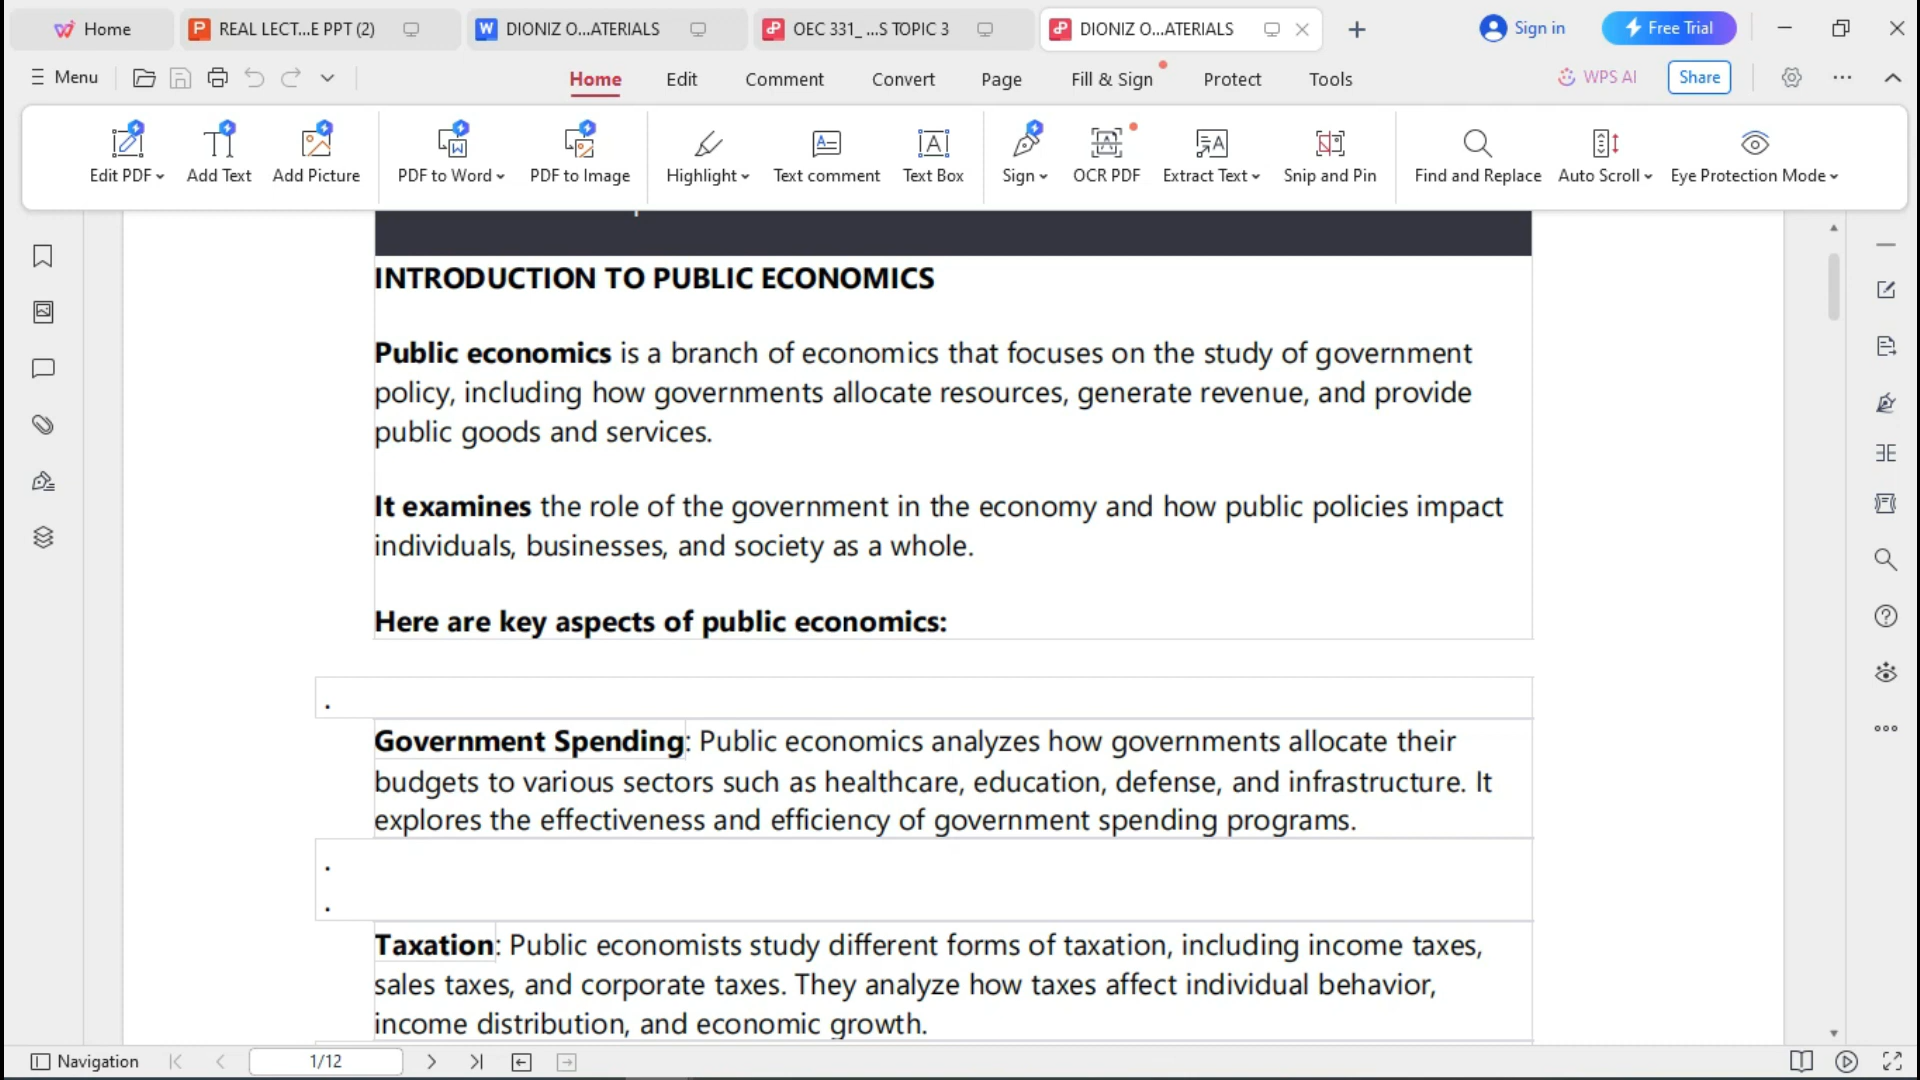 Home
REAL LECT...E PPT (2)
DIONIZ O...ATERIALS
OEC 331_ ...S TOPIC 3
DIONIZ O...ATERIALS
Sign in
Free Trial
Menu
Home
Edit
Comment
Convert
Page
Fill & Sign
Protect
Tools
WPS AI
Share
Edit PDF
Add Text
Add Picture
PDF to Word
PDF to Image
Highlight
Text comment
Text Box
Sign
OCR PDF
Extract Text
Snip and Pin
Find and Replace
Auto Scroll
Eye Protection Mode
INTRODUCTION TO PUBLIC ECONOMICS
Public economics is a branch of economics that focuses on the study of government
policy, including how governments allocate resources, generate revenue, and provide
public goods and services.
It examines the role of the government in the economy and how public policies impact
individuals, businesses, and society as a whole.
Here are key aspects of public economics:
.
Government Spending: Public economics analyzes how governments allocate their
budgets to various sectors such as healthcare, education, defense, and infrastructure. It
explores the effectiveness and efficiency of government spending programs.
.
.
Taxation: Public economists study different forms of taxation, including income taxes,
sales taxes, and corporate taxes. They analyze how taxes affect individual behavior,
income distribution, and economic growth.
Navigation
1/12